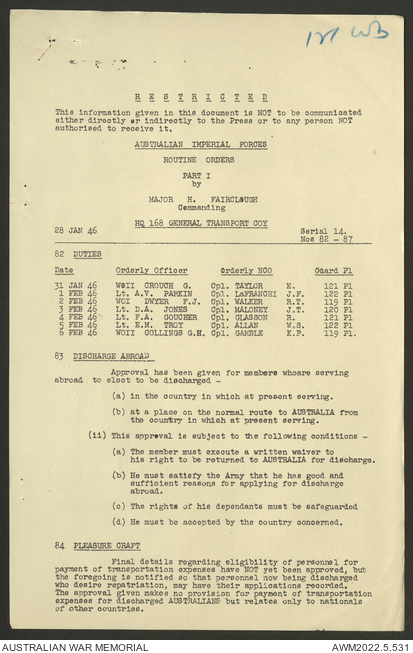 R E S T R I C T E D
This information given in this document is NOT to be communicated
either directly or indirectly to the Press or to any person NOT
authorised to receive it.
AUSTRALIAN IMPERIAL FORCES
ROUTINE ORDERS
PART I
by
MAJOR H. FAIRCLOUGH
Commanding
HQ 168 GENERAL TRANSPORT COY
28 JAN 46 Serial 14.
Nos 82 - 87
82 DUTIES
Date Orderly Officer Orderly NCO Guard Pl
31 JAN 46 WOII CROUCH G. Cpl. TAYLOR E. 121 Pl
1 FEB 46 Lt. A.V. PARKIN Cpl. LaFRANCHI J.F. 122 Pl
2 FEB 46 WOI DWYER F.J. Cpl. WALKER R.T. 119 Pl
3 FEB 46 Lt. D.A. JONES Cpl. MALONEY J.T. 120 Pl
4 FEB 46 Lt. F.A. GOUCHER Cpl. GLASSON R. 121 Pl
5 FEB 46 Lt. E.M. TROY Cpl. ALLAN W.S. 122 Pl
6 FEB 46 WOII COLLINGS G.H. Cpl. GAMBLE K.P. 119 Pl.
83 DISCHARGE ABROAD
Approval has been given for members whoare serving
abroad to elect to be discharged -
(a) in the country in which at present serving.
(b) at a place on the normal route to AUSTRALIA from
the country in which at present serving.
(ii) This approval is subject to the following conditions -
(a) The member must execute a written waiver to
his right to be returned to AUSTRALIA for discharge.
(b) He must satisfy the Army that he has good and
sufficient reasons for applying for discharge
abroad.
(c) The rights of his dependants must be safeguarded
(d) He must be accepted by the country concerned.
84 PLEASURE CRAFT
Final details regarding eligibility of personnel for
payment of transportation expenses have NOT yet been approved, but
the foregoing is notified so that personnel now being discharged
who desire repatriation, may have their applications recorded.
The approval given makes no provision for payment of transportation
expenses for discharged AUSTRALIANS but relates only to nationals
of other countries.
AUSTRALIAN WAR MEMORIAL AWM2022.5.531